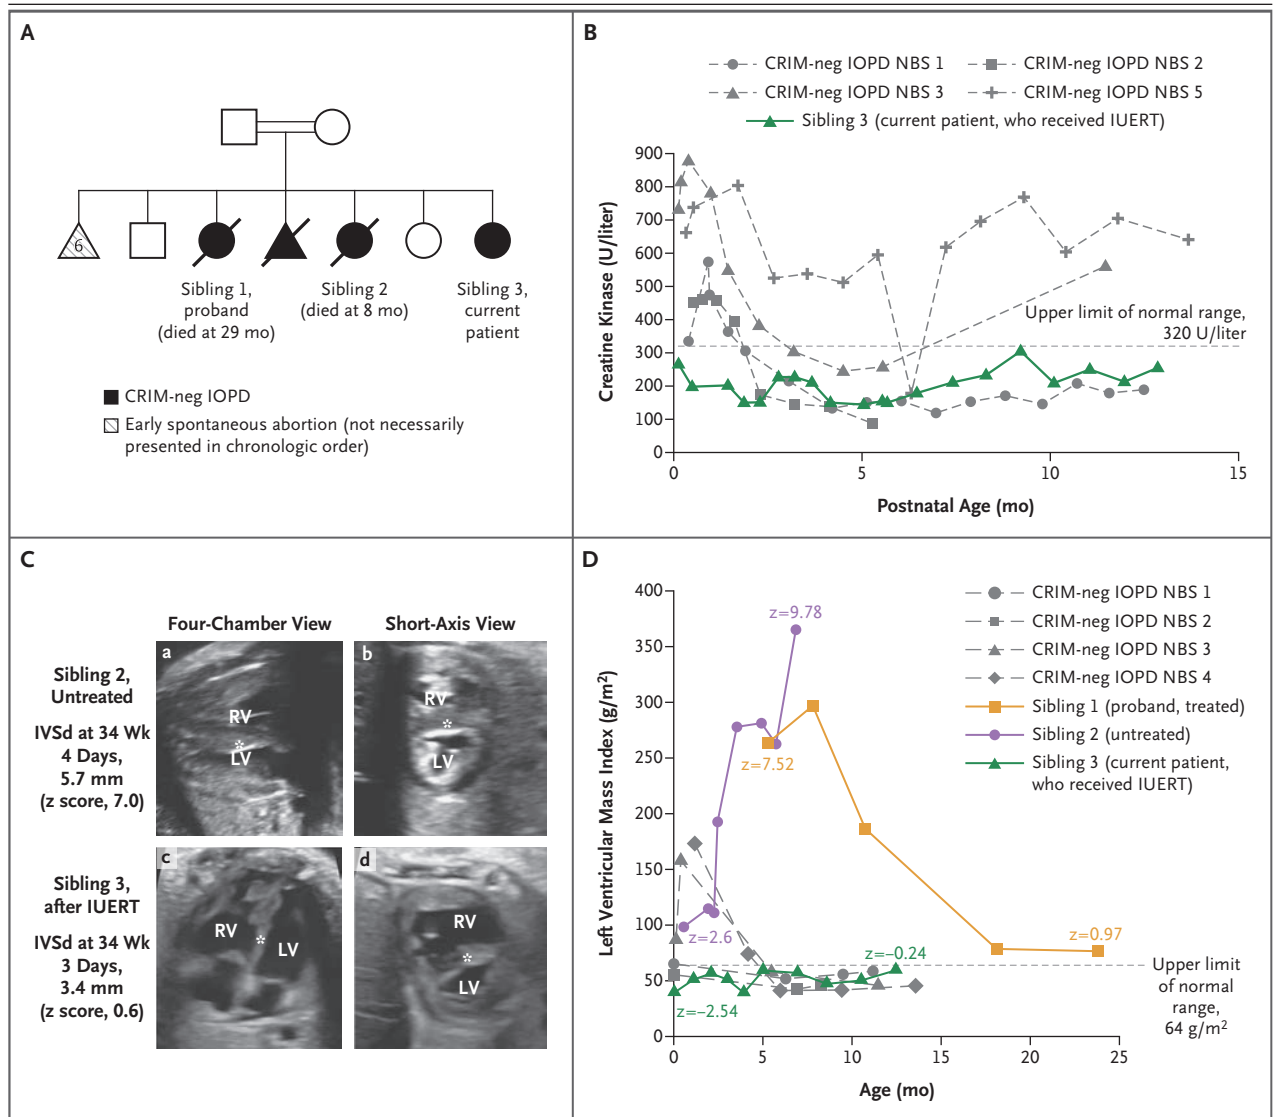 A
6
Sibling 1,
proband
(died at 29 mo)
Sibling 2
(died at 8 mo)
Sibling 3,
current
patient
CRIM-neg IOPD
Early spontaneous abortion (not necessarily
presented in chronologic order)
B
CRIM-neg IOPD NBS 1
CRIM-neg IOPD NBS 2
CRIM-neg IOPD NBS 3
CRIM-neg IOPD NBS 5
Sibling 3 (current patient, who received IUERT)
Creatine Kinase (U/liter)
900
800
700
600
500
400
300
200
100
0
Upper limit of normal range,
320 U/liter
0 5 10 15
Postnatal Age (mo)
C
Four-Chamber View
Short-Axis View
Sibling 2,
Untreated
IVSd at 34 Wk
4 Days,
5.7 mm
(z score, 7.0)
a
RV
*
LV
b
RV
*
LV
Sibling 3,
after IUERT
IVSd at 34 Wk
3 Days,
3.4 mm
(z score, 0.6)
c
RV
*
LV
d
RV
*
LV
D
CRIM-neg IOPD NBS 1
CRIM-neg IOPD NBS 2
CRIM-neg IOPD NBS 3
CRIM-neg IOPD NBS 4
Sibling 1 (proband, treated)
Sibling 2 (untreated)
Sibling 3 (current patient,
who received IUERT)
Left Ventricular Mass Index (g/m²)
400
350
300
250
200
150
100
50
0
z=9.78
z=7.52
z=2.6
z=0.97
z=–0.24
z=–2.54
Upper limit
of normal
range,
64 g/m²
0 5 10 15 20 25
Age (mo)